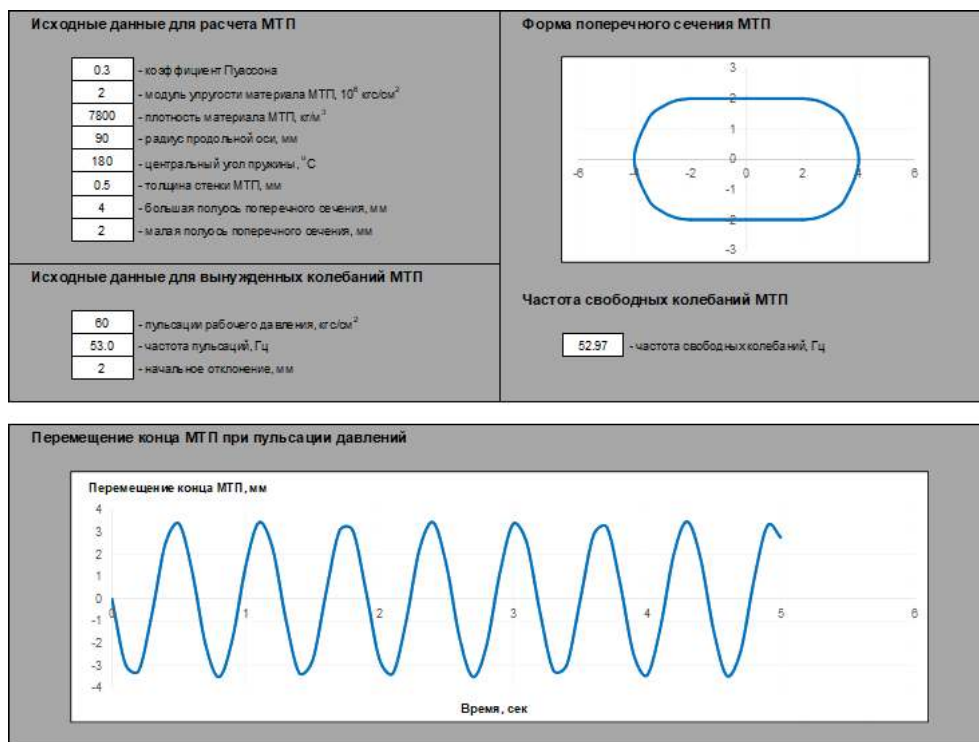 Исходные данные для расчета МТП
0.3 - коэффициент Пуассона
2 - модуль упругости материала МТП, 10⁶ кгс/см²
7800 - плотность материала МТП, кг/м³
90 - радиус продольной оси, мм
180 - центральный угол пружины, °С
0.5 - толщина стенки МТП, мм
4 - большая полуось поперечного сечения, мм
2 - малая полуось поперечного сечения, мм
Форма поперечного сечения МТП
3
2
1
0
-1
-2
-3
-6 -4 -2 0 2 4 6
Исходные данные для вынужденных колебаний МТП
60 - пульсации рабочего давления, кгс/см²
53.0 - частота пульсаций, Гц
2 - начальное отклонение, мм
Частота свободных колебаний МТП
52.97 - частота свободных колебаний, Гц
Перемещение конца МТП при пульсации давлений
Перемещение конца МТП, мм
4
3
2
1
0
-1
-2
-3
-4
0 1 2 3 4 5 6
Время, сек